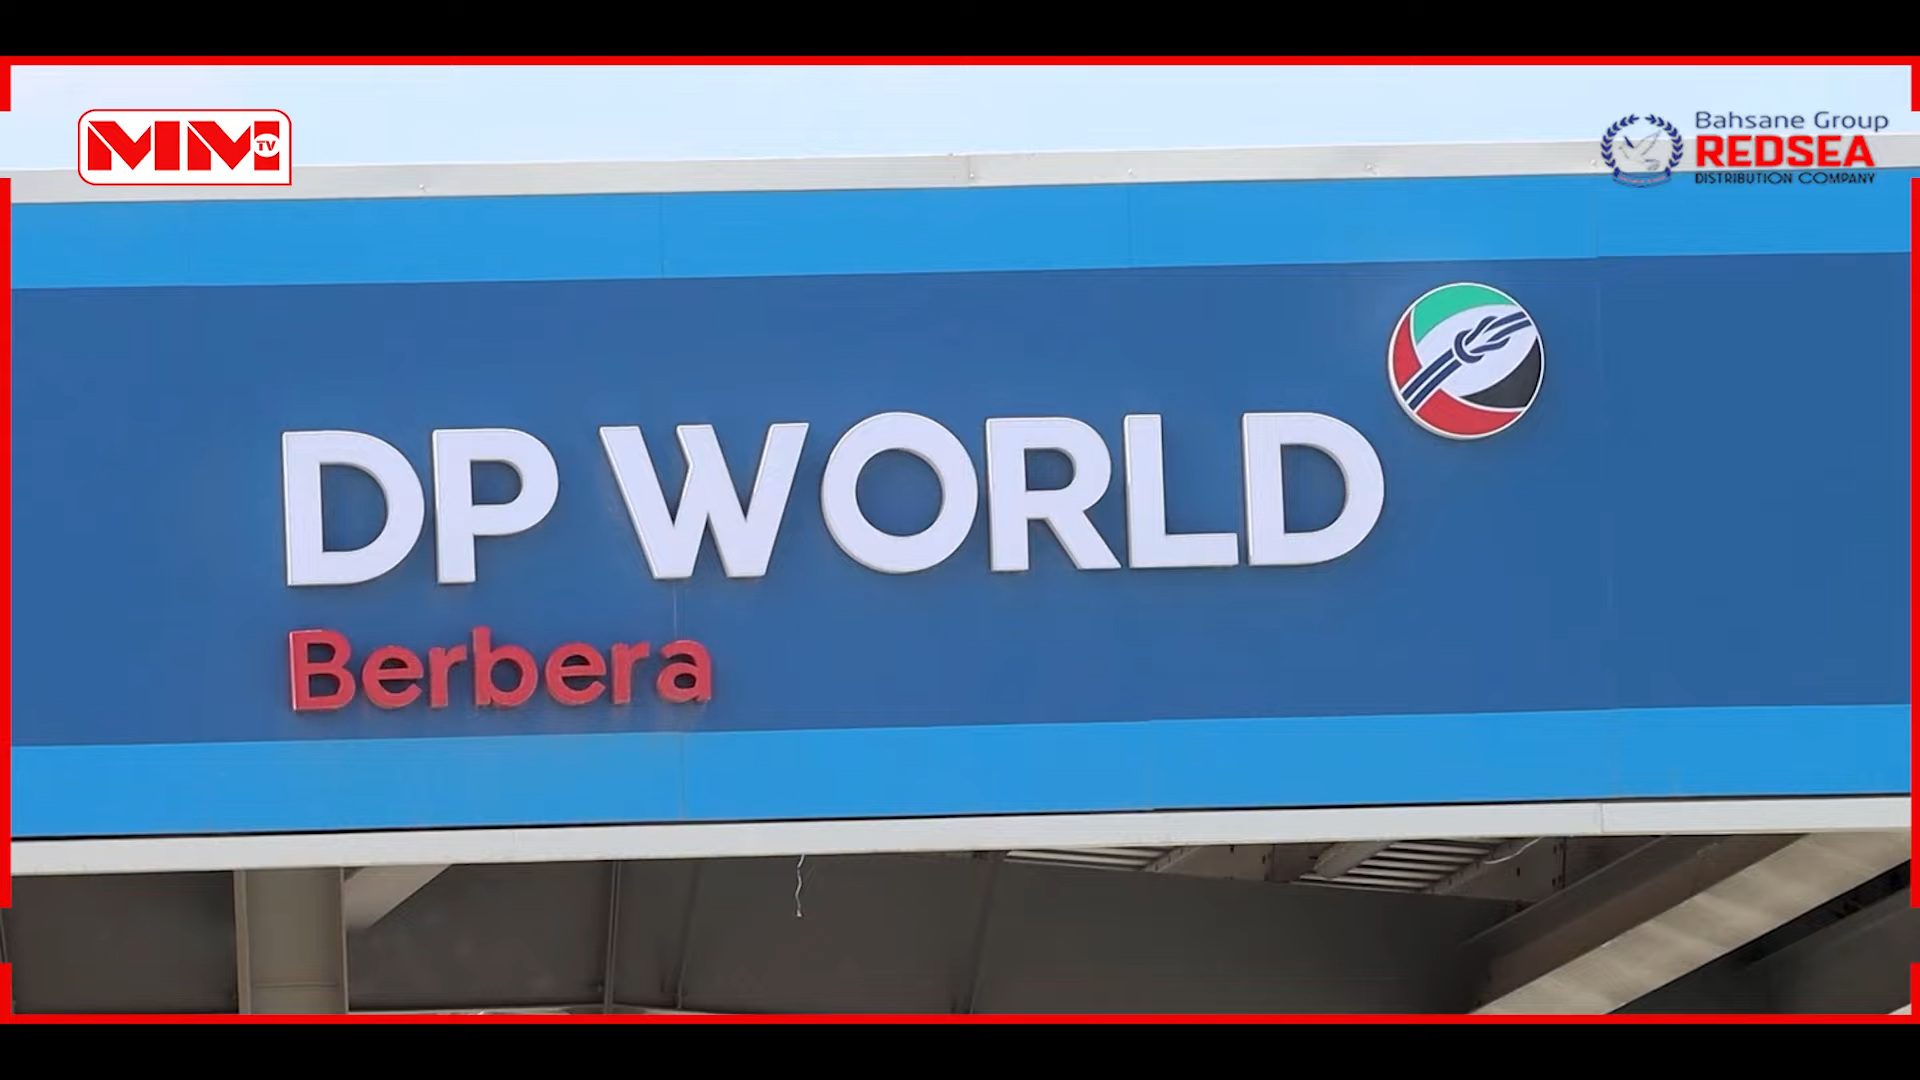 MM TV
Bahsane Group
REDSEA
DISTRIBUTION COMPANY
DP WORLD
Berbera